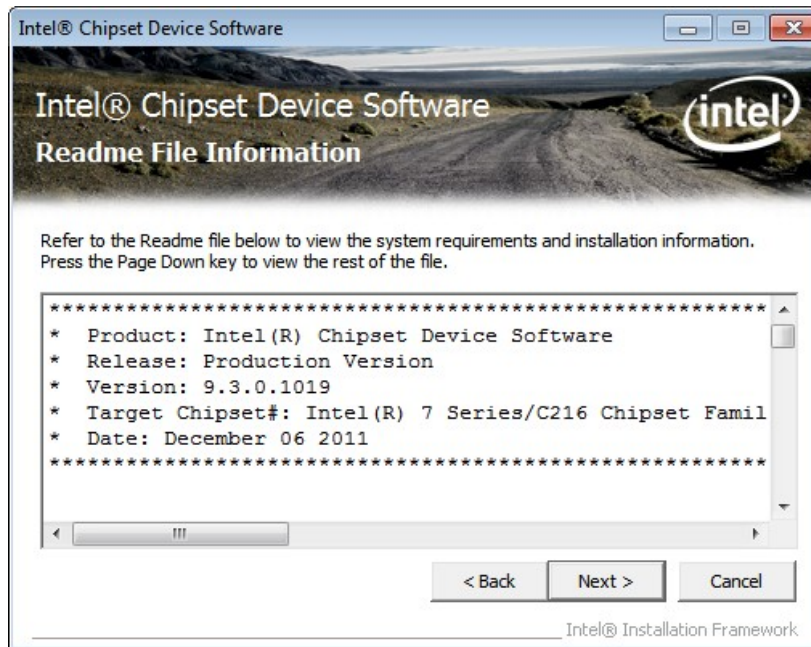 Intel® Chipset Device Software
Intel® Chipset Device Software
intel
Readme File Information
Refer to the Readme file below to view the system requirements and installation information.
Press the Page Down key to view the rest of the file.
********************************************************
* Product: Intel(R) Chipset Device Software
* Release: Production Version
* Version: 9.3.0.1019
* Target Chipset#: Intel(R) 7 Series/C216 Chipset Famil
* Date: December 06 2011
********************************************************
< Back Next > Cancel
Intel® Installation Framework